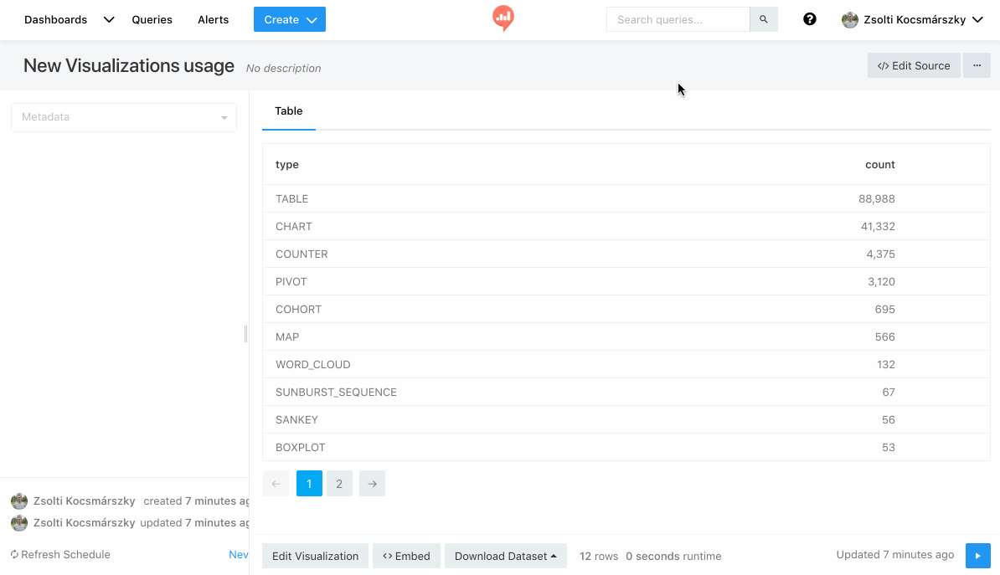 Dashboards Queries Alerts Create Search queries... Zsolti Kocsmárszky
New Visualizations usage No description </> Edit Source ...
Metadata
Table
type count
TABLE 88,988
CHART 41,332
COUNTER 4,375
PIVOT 3,120
COHORT 695
MAP 566
WORD_CLOUD 132
SUNBURST_SEQUENCE 67
SANKEY 56
BOXPLOT 53
← 1 2 →
Zsolti Kocsmárszky created 7 minutes ag
Zsolti Kocsmárszky updated 7 minutes ag
Refresh Schedule Nev
Edit Visualization <> Embed Download Dataset 12 rows 0 seconds runtime Updated 7 minutes ago